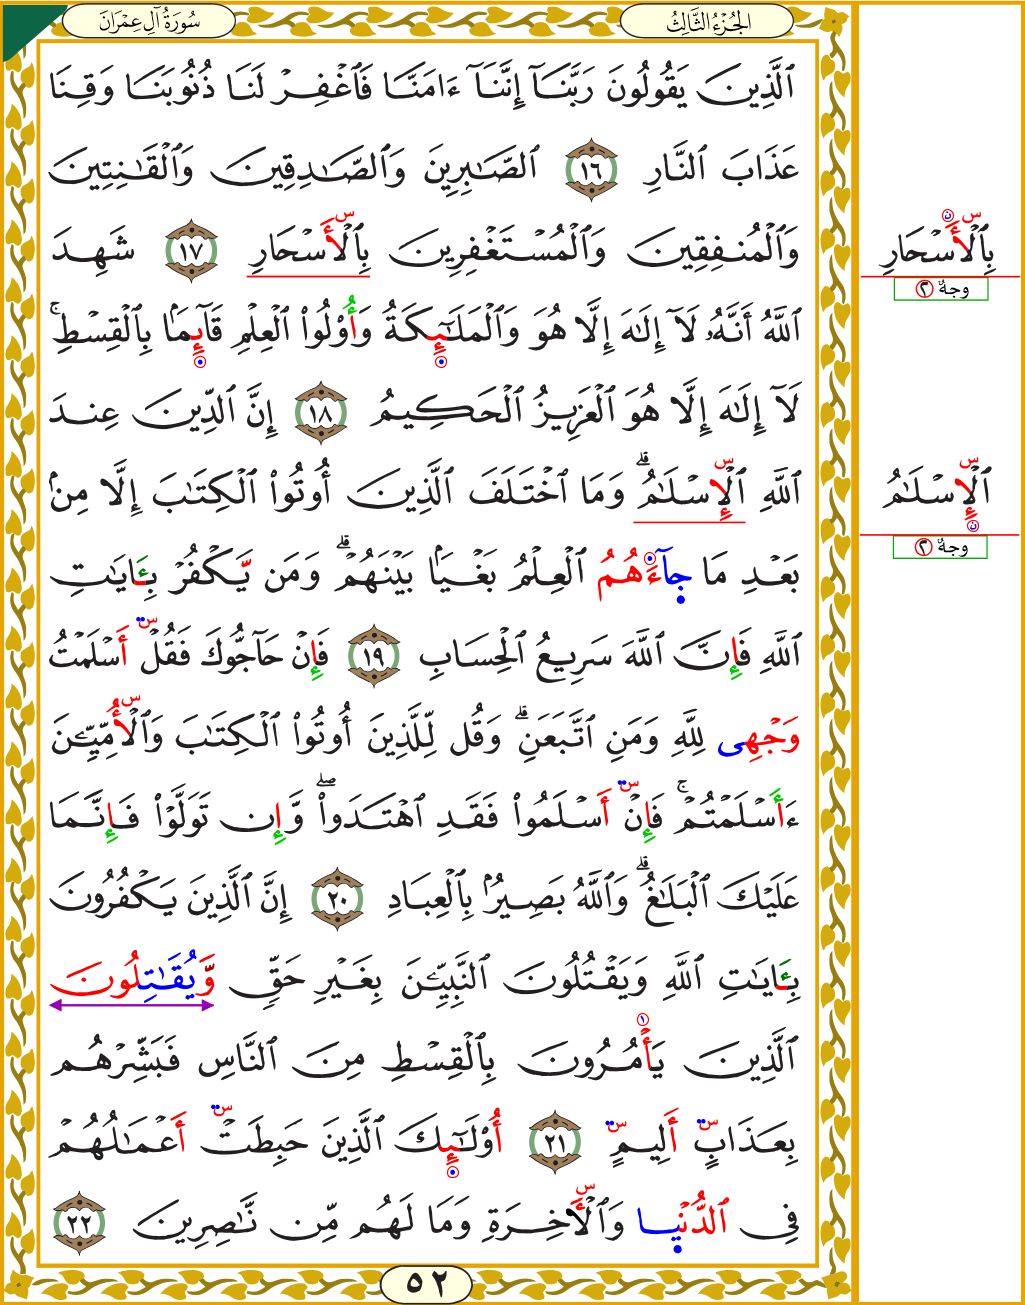 الجُزْءُ الثَّالِثُ
سُورَةُ آلِ عِمْرَان
ٱلَّذِينَ يَقُولُونَ رَبَّنَآ إِنَّنَآ ءَامَنَّا فَٱغْفِرْ لَنَا ذُنُوبَنَا وَقِنَا
عَذَابَ ٱلنَّارِ ١٦ ٱلصَّٰبِرِينَ وَٱلصَّٰدِقِينَ وَٱلْقَٰنِتِينَ
وَٱلْمُنفِقِينَ وَٱلْمُسْتَغْفِرِينَ بِٱلْأَسْحَارِ ١٧ شَهِدَ
ٱللَّهُ أَنَّهُۥ لَآ إِلَٰهَ إِلَّا هُوَ وَٱلْمَلَٰٓئِكَةُ وَأُو۟لُوا۟ ٱلْعِلْمِ قَآئِمًۢا بِٱلْقِسْطِ ۚ
لَآ إِلَٰهَ إِلَّا هُوَ ٱلْعَزِيزُ ٱلْحَكِيمُ ١٨ إِنَّ ٱلدِّينَ عِندَ
ٱللَّهِ ٱلْإِسْلَٰمُ ۗ وَمَا ٱخْتَلَفَ ٱلَّذِينَ أُوتُوا۟ ٱلْكِتَٰبَ إِلَّا مِنۢ
بَعْدِ مَا جَآءَهُمُ ٱلْعِلْمُ بَغْيًۢا بَيْنَهُمْ ۗ وَمَن يَّكْفُرْ بِـَٔايَٰتِ
ٱللَّهِ فَإِنَّ ٱللَّهَ سَرِيعُ ٱلْحِسَابِ ١٩ فَإِنْ حَآجُّوكَ فَقُلْ أَسْلَمْتُ
وَجْهِى لِلَّهِ وَمَنِ ٱتَّبَعَنِ ۗ وَقُل لِّلَّذِينَ أُوتُوا۟ ٱلْكِتَٰبَ وَٱلْأُمِّيِّـۧنَ
ءَأَسْلَمْتُمْ ۚ فَإِنْ أَسْلَمُوا۟ فَقَدِ ٱهْتَدَوا۟ ۖ وَّإِن تَوَلَّوْا۟ فَإِنَّمَا
عَلَيْكَ ٱلْبَلَٰغُ ۗ وَٱللَّهُ بَصِيرٌۢ بِٱلْعِبَادِ ٢٠ إِنَّ ٱلَّذِينَ يَكْفُرُونَ
بِـَٔايَٰتِ ٱللَّهِ وَيَقْتُلُونَ ٱلنَّبِيِّـۧنَ بِغَيْرِ حَقٍّ وَّيُقَٰتِلُونَ
ٱلَّذِينَ يَأْمُرُونَ بِٱلْقِسْطِ مِنَ ٱلنَّاسِ فَبَشِّرْهُم
بِعَذَابٍ أَلِيمٍ ٢١ أُو۟لَٰٓئِكَ ٱلَّذِينَ حَبِطَتْ أَعْمَٰلُهُمْ
فِى ٱلدُّنْيَا وَٱلْأَخِرَةِ وَمَا لَهُم مِّن نَّٰصِرِينَ ٢٢
٥٢
بِٱلْأَسْحَارِ
وجهٌ ٢
ٱلْإِسْلَٰمُ
وجهٌ ٢